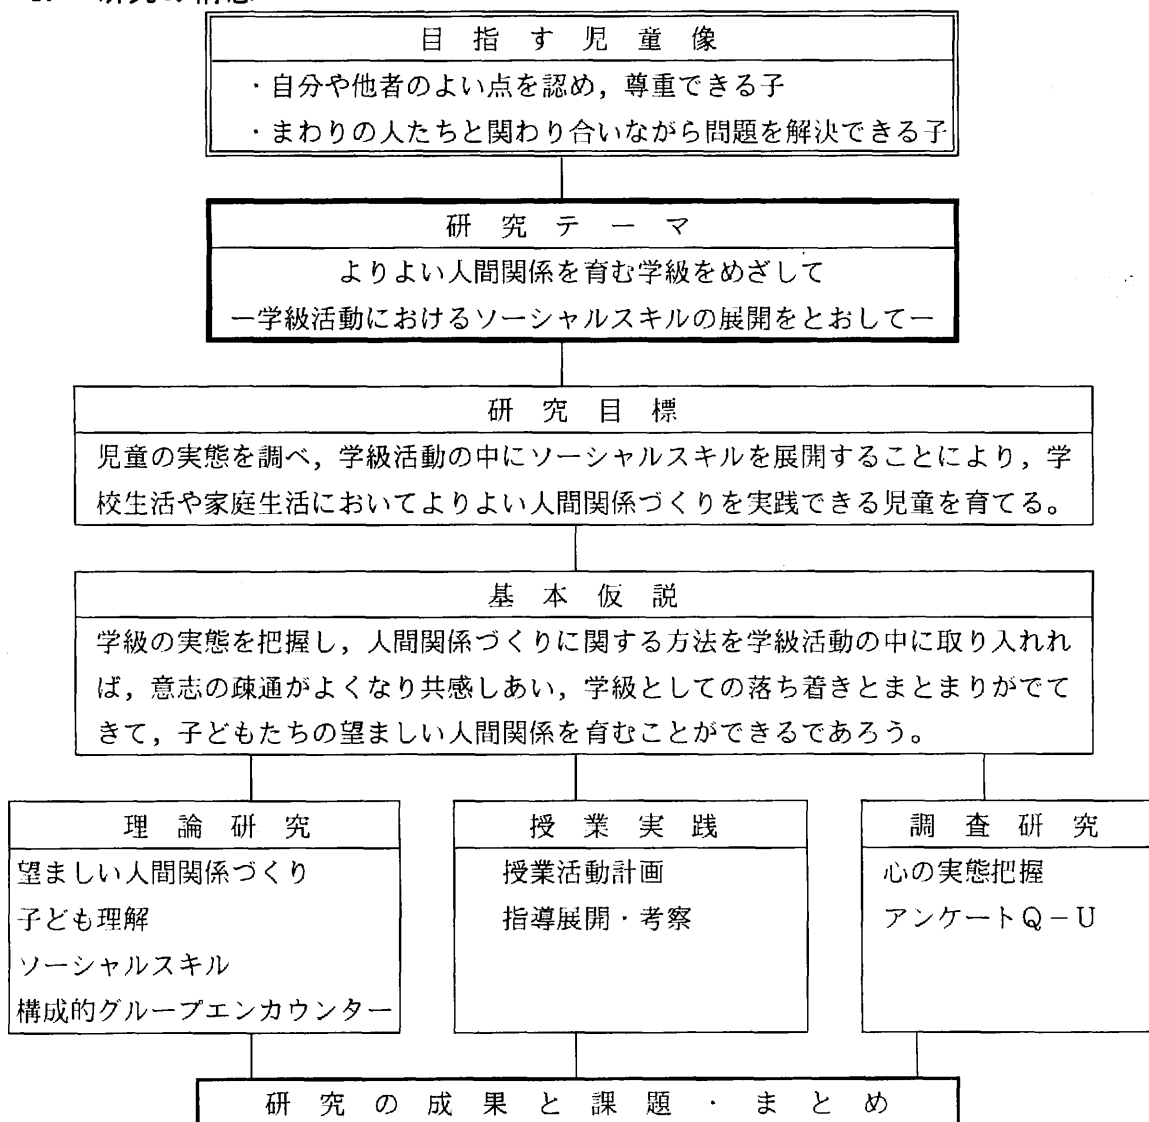 目指す児童像
・自分や他者のよい点を認め，尊重できる子
・まわりの人たちと関わり合いながら問題を解決できる子
研究テーマ
よりよい人間関係を育む学級をめざして
ー学級活動におけるソーシャルスキルの展開をとおしてー
研究目標
児童の実態を調べ，学級活動の中にソーシャルスキルを展開することにより，学
校生活や家庭生活においてよりよい人間関係づくりを実践できる児童を育てる。
基本仮説
学級の実態を把握し，人間関係づくりに関する方法を学級活動の中に取り入れれ
ば，意志の疎通がよくなり共感しあい，学級としての落ち着きとまとまりがでて
きて，子どもたちの望ましい人間関係を育むことができるであろう。
理論研究
望ましい人間関係づくり
子ども理解
ソーシャルスキル
構成的グループエンカウンター
授業実践
授業活動計画
指導展開・考察
調査研究
心の実態把握
アンケートＱ－Ｕ
研究の成果と課題・まとめ